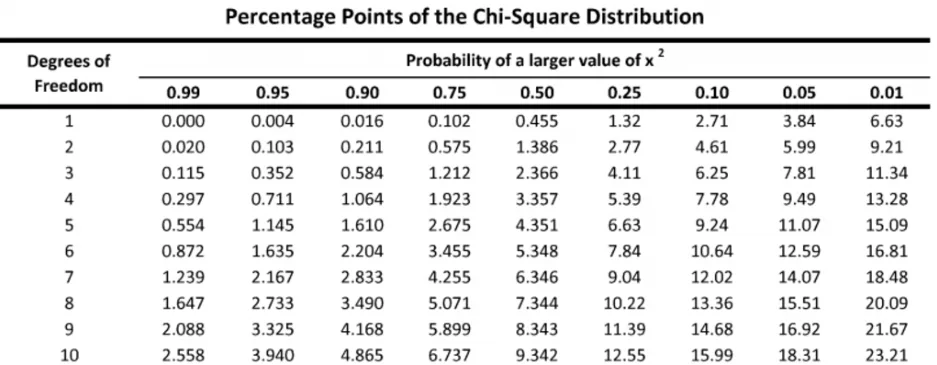 Percentage Points of the Chi-Square Distribution
Degrees of Freedom
Probability of a larger value of x 2
0.99 0.95 0.90 0.75 0.50 0.25 0.10 0.05 0.01
1 0.000 0.004 0.016 0.102 0.455 1.32 2.71 3.84 6.63
2 0.020 0.103 0.211 0.575 1.386 2.77 4.61 5.99 9.21
3 0.115 0.352 0.584 1.212 2.366 4.11 6.25 7.81 11.34
4 0.297 0.711 1.064 1.923 3.357 5.39 7.78 9.49 13.28
5 0.554 1.145 1.610 2.675 4.351 6.63 9.24 11.07 15.09
6 0.872 1.635 2.204 3.455 5.348 7.84 10.64 12.59 16.81
7 1.239 2.167 2.833 4.255 6.346 9.04 12.02 14.07 18.48
8 1.647 2.733 3.490 5.071 7.344 10.22 13.36 15.51 20.09
9 2.088 3.325 4.168 5.899 8.343 11.39 14.68 16.92 21.67
10 2.558 3.940 4.865 6.737 9.342 12.55 15.99 18.31 23.21